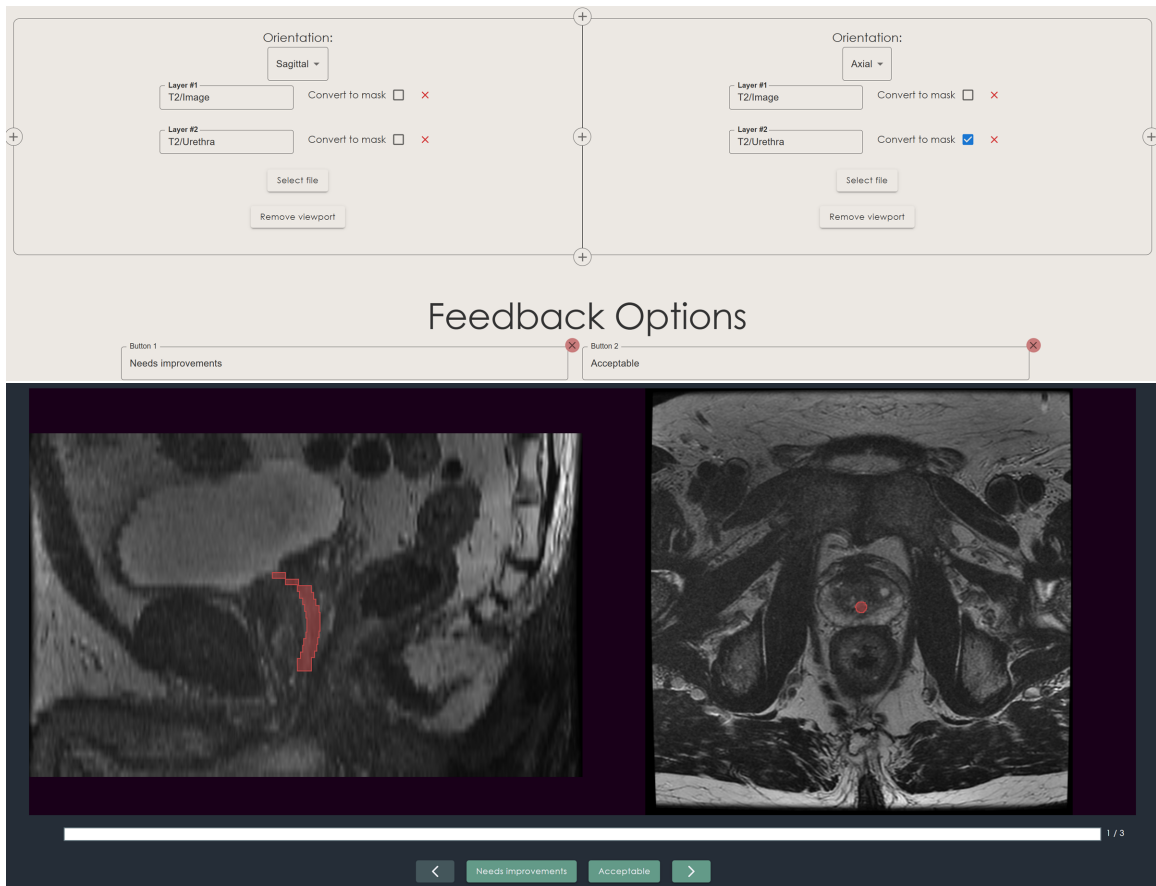 Orientation: Orientation:
Sagittal Axial
Layer #1 Layer #1
T2/Image Convert to mask T2/Image Convert to mask
Layer #2 Layer #2
T2/Urethra Convert to mask T2/Urethra Convert to mask
Select file Select file
Remove viewport Remove viewport
Feedback Options
Button 1 Button 2
Needs improvements Acceptable
1 / 3
Needs improvements Acceptable